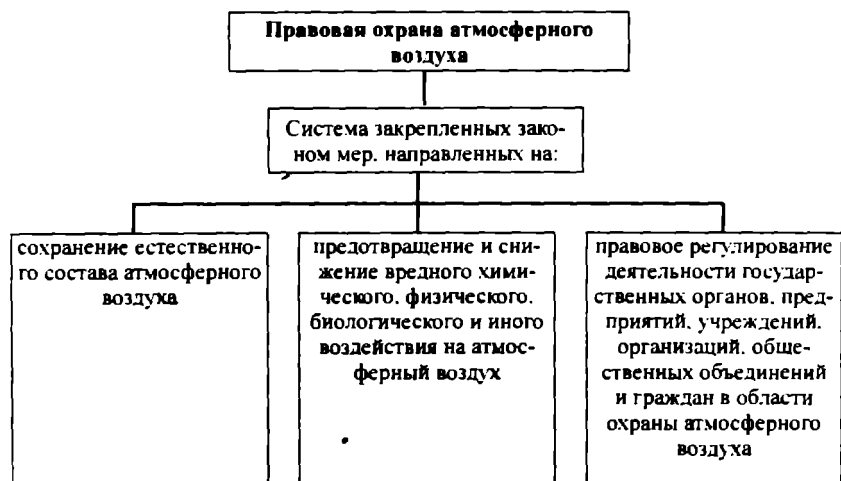 Правовая охрана атмосферного
воздуха
Система закрепленных зако-
ном мер. направленных на:
сохранение естественно-
го состава атмосферного
воздуха
предотвращение и сни-
жение вредного хими-
ческого. физического.
биологического и иного
воздействия на атмос-
ферный воздух
правовое регулирование
деятельности государ-
ственных органов. пред-
приятий. учреждений.
организаций. обще-
ственных объединений
и граждан в области
охраны атмосферного
воздуха